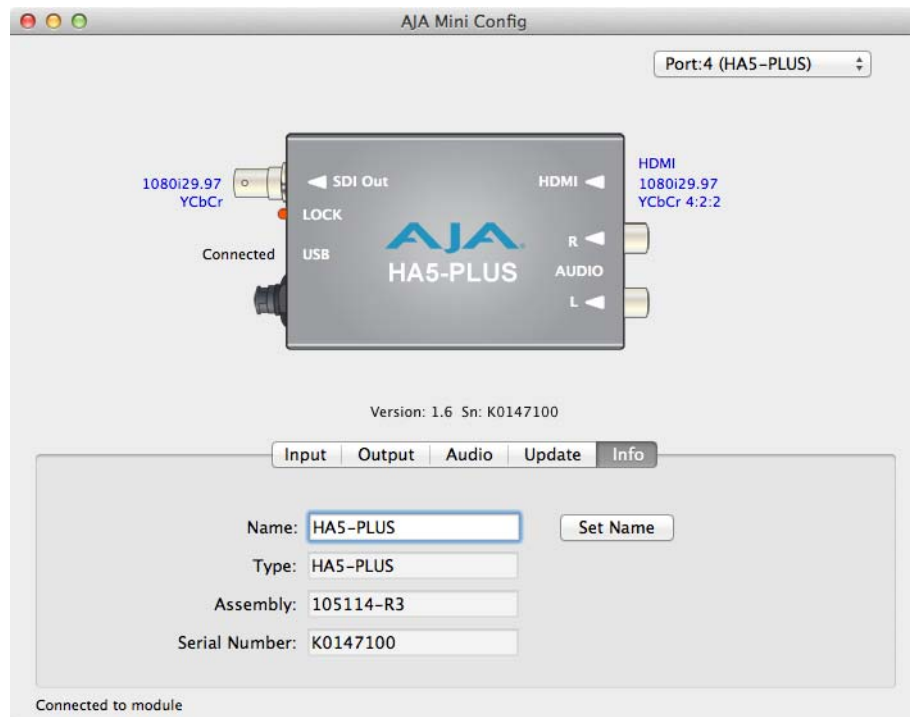 AJA Mini Config
Port:4 (HA5-PLUS)
1080i29.97
YCbCr
SDI Out
HDMI
HDMI
1080i29.97
YCbCr 4:2:2
LOCK
Connected
USB
AJA
HA5-PLUS
R
AUDIO
L
Version: 1.6 Sn: K0147100
Input Output Audio Update Info
Name: HA5-PLUS Set Name
Type: HA5-PLUS
Assembly: 105114-R3
Serial Number: K0147100
Connected to module